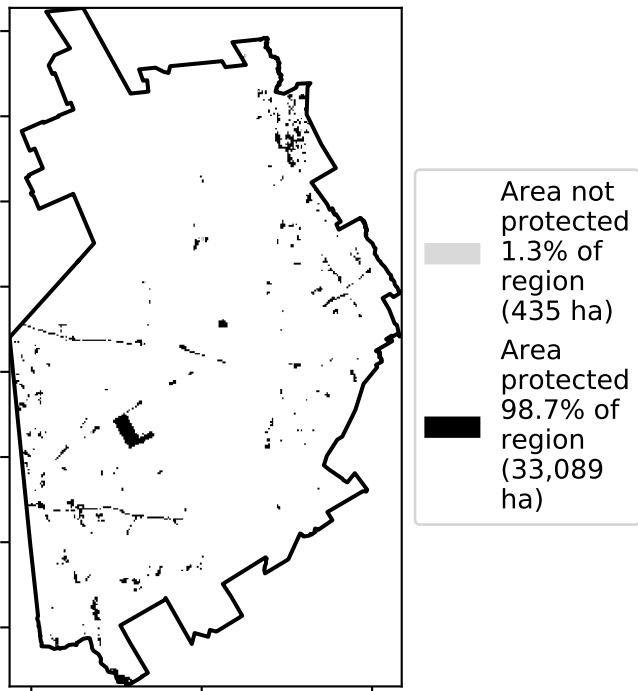 Area not
protected
1.3% of
region
(435 ha)
Area
protected
98.7% of
region
(33,089
ha)